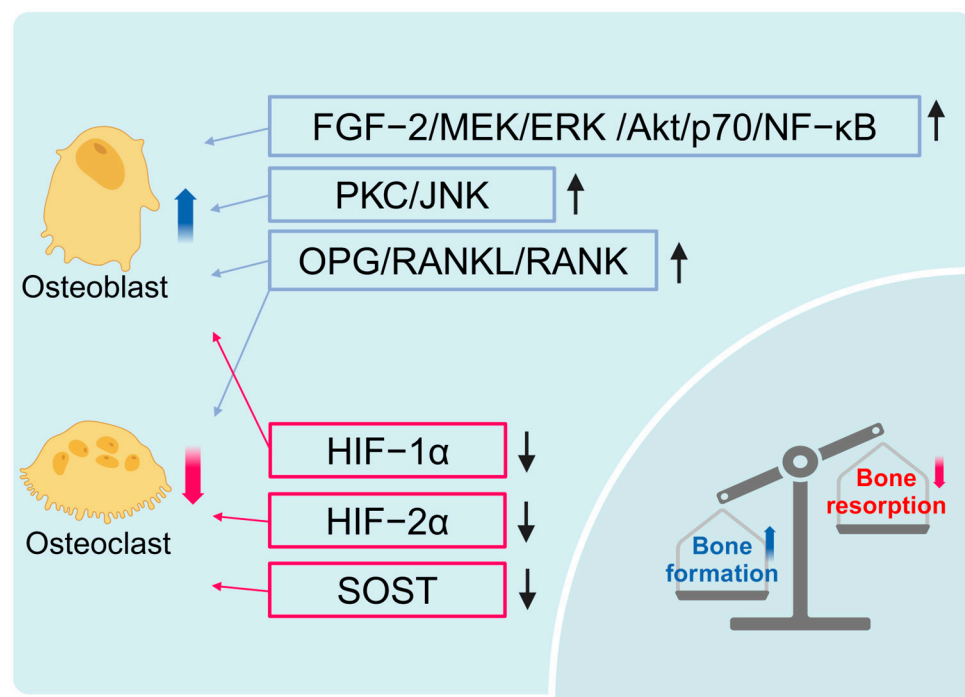 FGF−2/MEK/ERK /Akt/p70/NF−κB
PKC/JNK
OPG/RANKL/RANK
Osteoblast
HIF−1α
HIF−2α
SOST
Osteoclast
Bone
resorption
Bone
formation